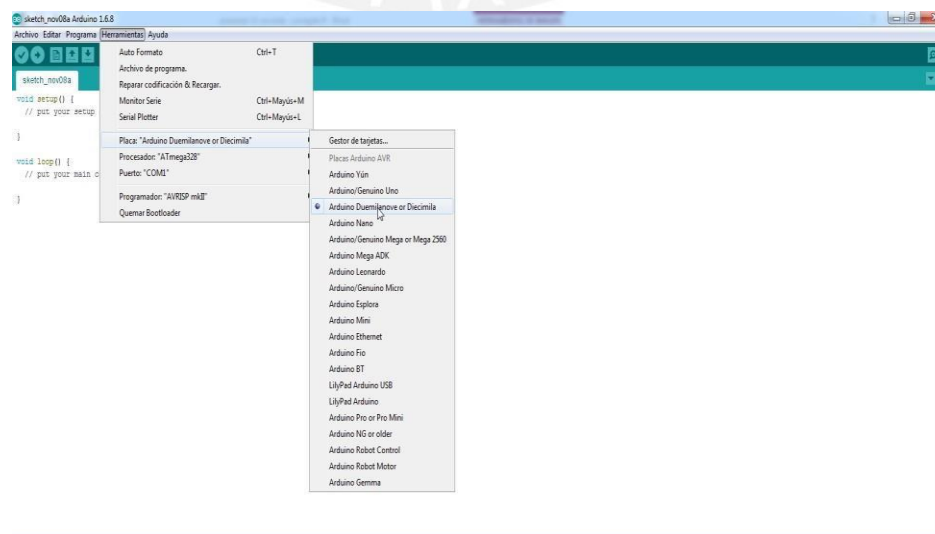 sketch_nov08a Arduino 1.6.8
Archivo Editar Programa Herramientas Ayuda
sketch_nov08a
void setup() {
// put your setup
}
void loop() {
// put your main c
}
Auto Formato Ctrl+T
Archivo de programa.
Reparar codificación & Recargar.
Monitor Serie Ctrl+Mayús+M
Serial Plotter Ctrl+Mayús+L
Placa: "Arduino Duemilanove or Diecimila"
Procesador: "ATmega328"
Puerto: "COM1"
Programador: "AVRISP mkII"
Quemar Bootloader
Gestor de tarjetas...
Placas Arduino AVR
Arduino Yún
Arduino/Genuino Uno
Arduino Duemilanove or Diecimila
Arduino Nano
Arduino/Genuino Mega or Mega 2560
Arduino Mega ADK
Arduino Leonardo
Arduino/Genuino Micro
Arduino Esplora
Arduino Mini
Arduino Ethernet
Arduino Fio
Arduino BT
LilyPad Arduino USB
LilyPad Arduino
Arduino Pro or Pro Mini
Arduino NG or older
Arduino Robot Control
Arduino Robot Motor
Arduino Gemma